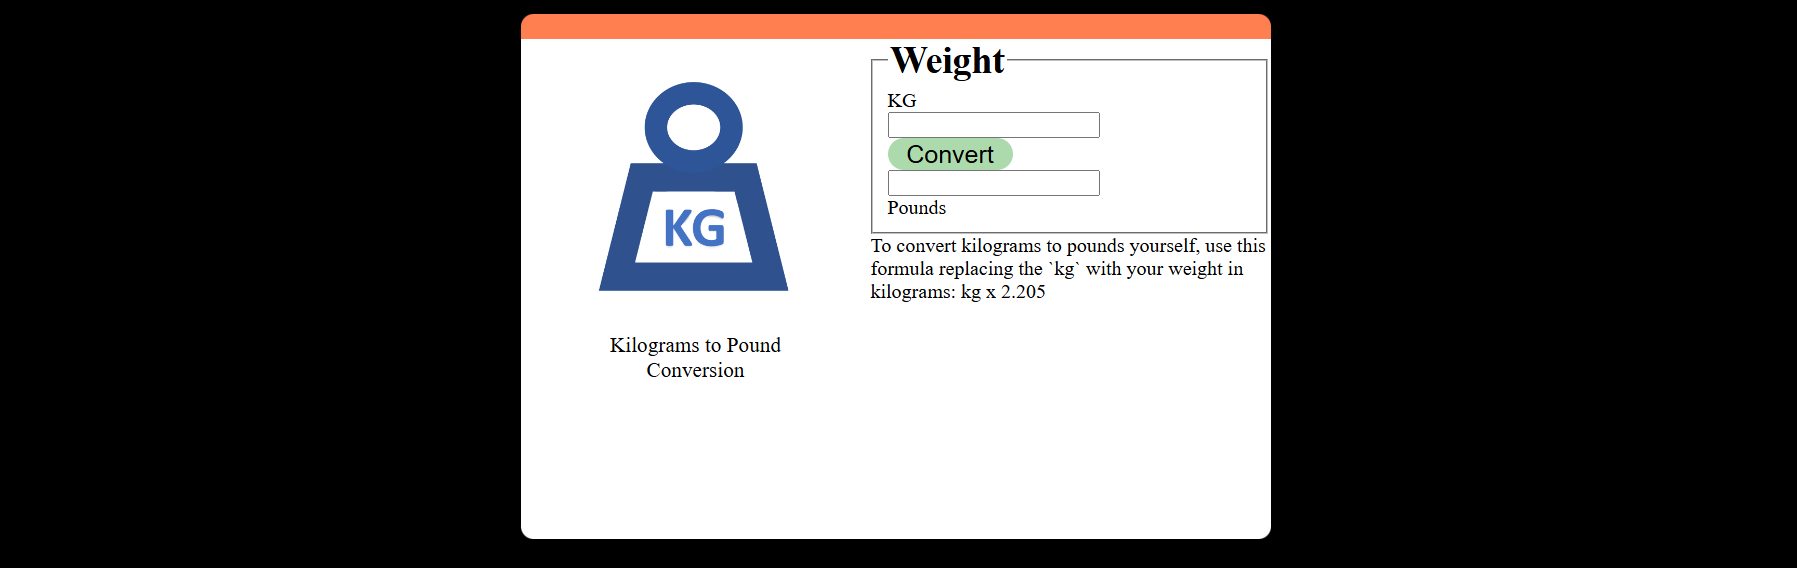 KG
Kilograms to Pound
Conversion
Weight
KG
Convert
Pounds
To convert kilograms to pounds yourself, use this
formula replacing the `kg` with your weight in
kilograms: kg x 2.205